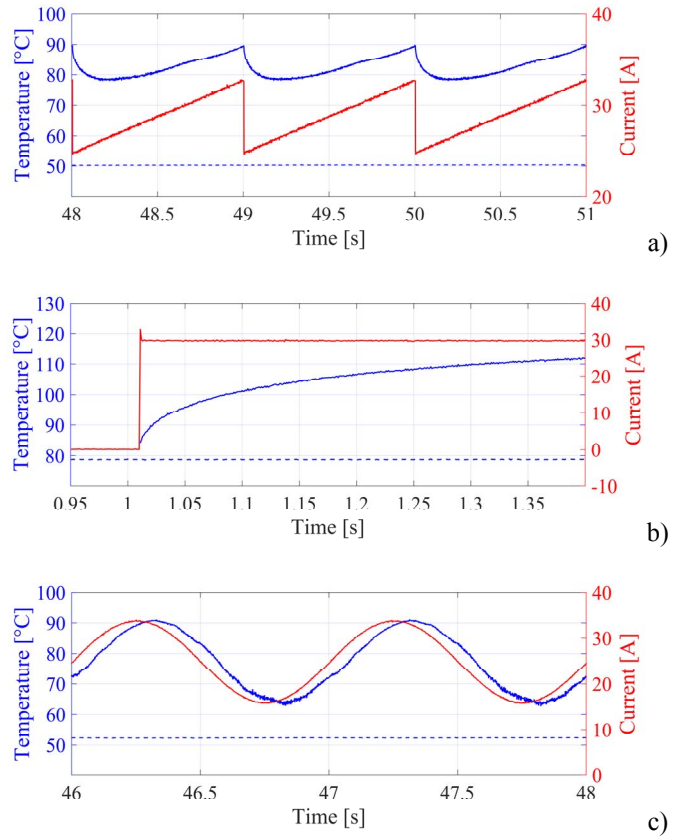 100
90
80
70
60
50
Temperature [°C]
40
30
20
Current [A]
48 48.5 49 49.5 50 50.5 51
Time [s]
a)
130
120
110
100
90
80
Temperature [°C]
40
30
20
10
0
-10
Current [A]
0.95 1 1.05 1.1 1.15 1.2 1.25 1.3 1.35
Time [s]
b)
100
90
80
70
60
50
Temperature [°C]
40
30
20
10
0
Current [A]
46 46.5 47 47.5 48
Time [s]
c)